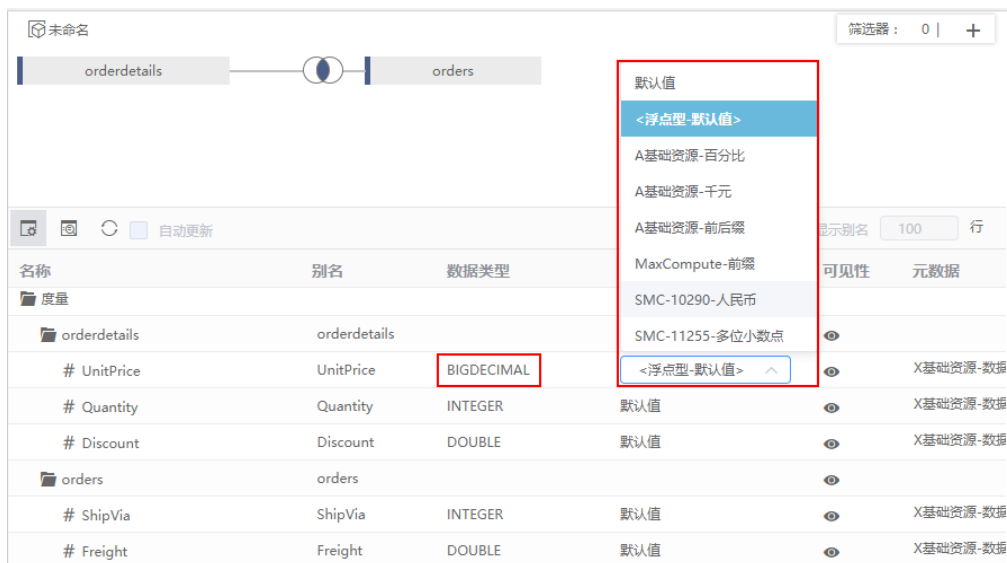 未命名
筛选器： 0 | +
orderdetails
orders
默认值
<浮点型-默认值>
A基础资源-百分比
A基础资源-千元
A基础资源-前后缀
MaxCompute-前缀
SMC-10290-人民币
SMC-11255-多位小数点
自动更新
显示别名 100 行
名称 别名 数据类型 可见性 元数据
度量
orderdetails orderdetails
# UnitPrice UnitPrice BIGDECIMAL <浮点型-默认值> X基础资源-数据
# Quantity Quantity INTEGER 默认值 X基础资源-数据
# Discount Discount DOUBLE 默认值 X基础资源-数据
orders orders
# ShipVia ShipVia INTEGER 默认值 X基础资源-数据
# Freight Freight DOUBLE 默认值 X基础资源-数据